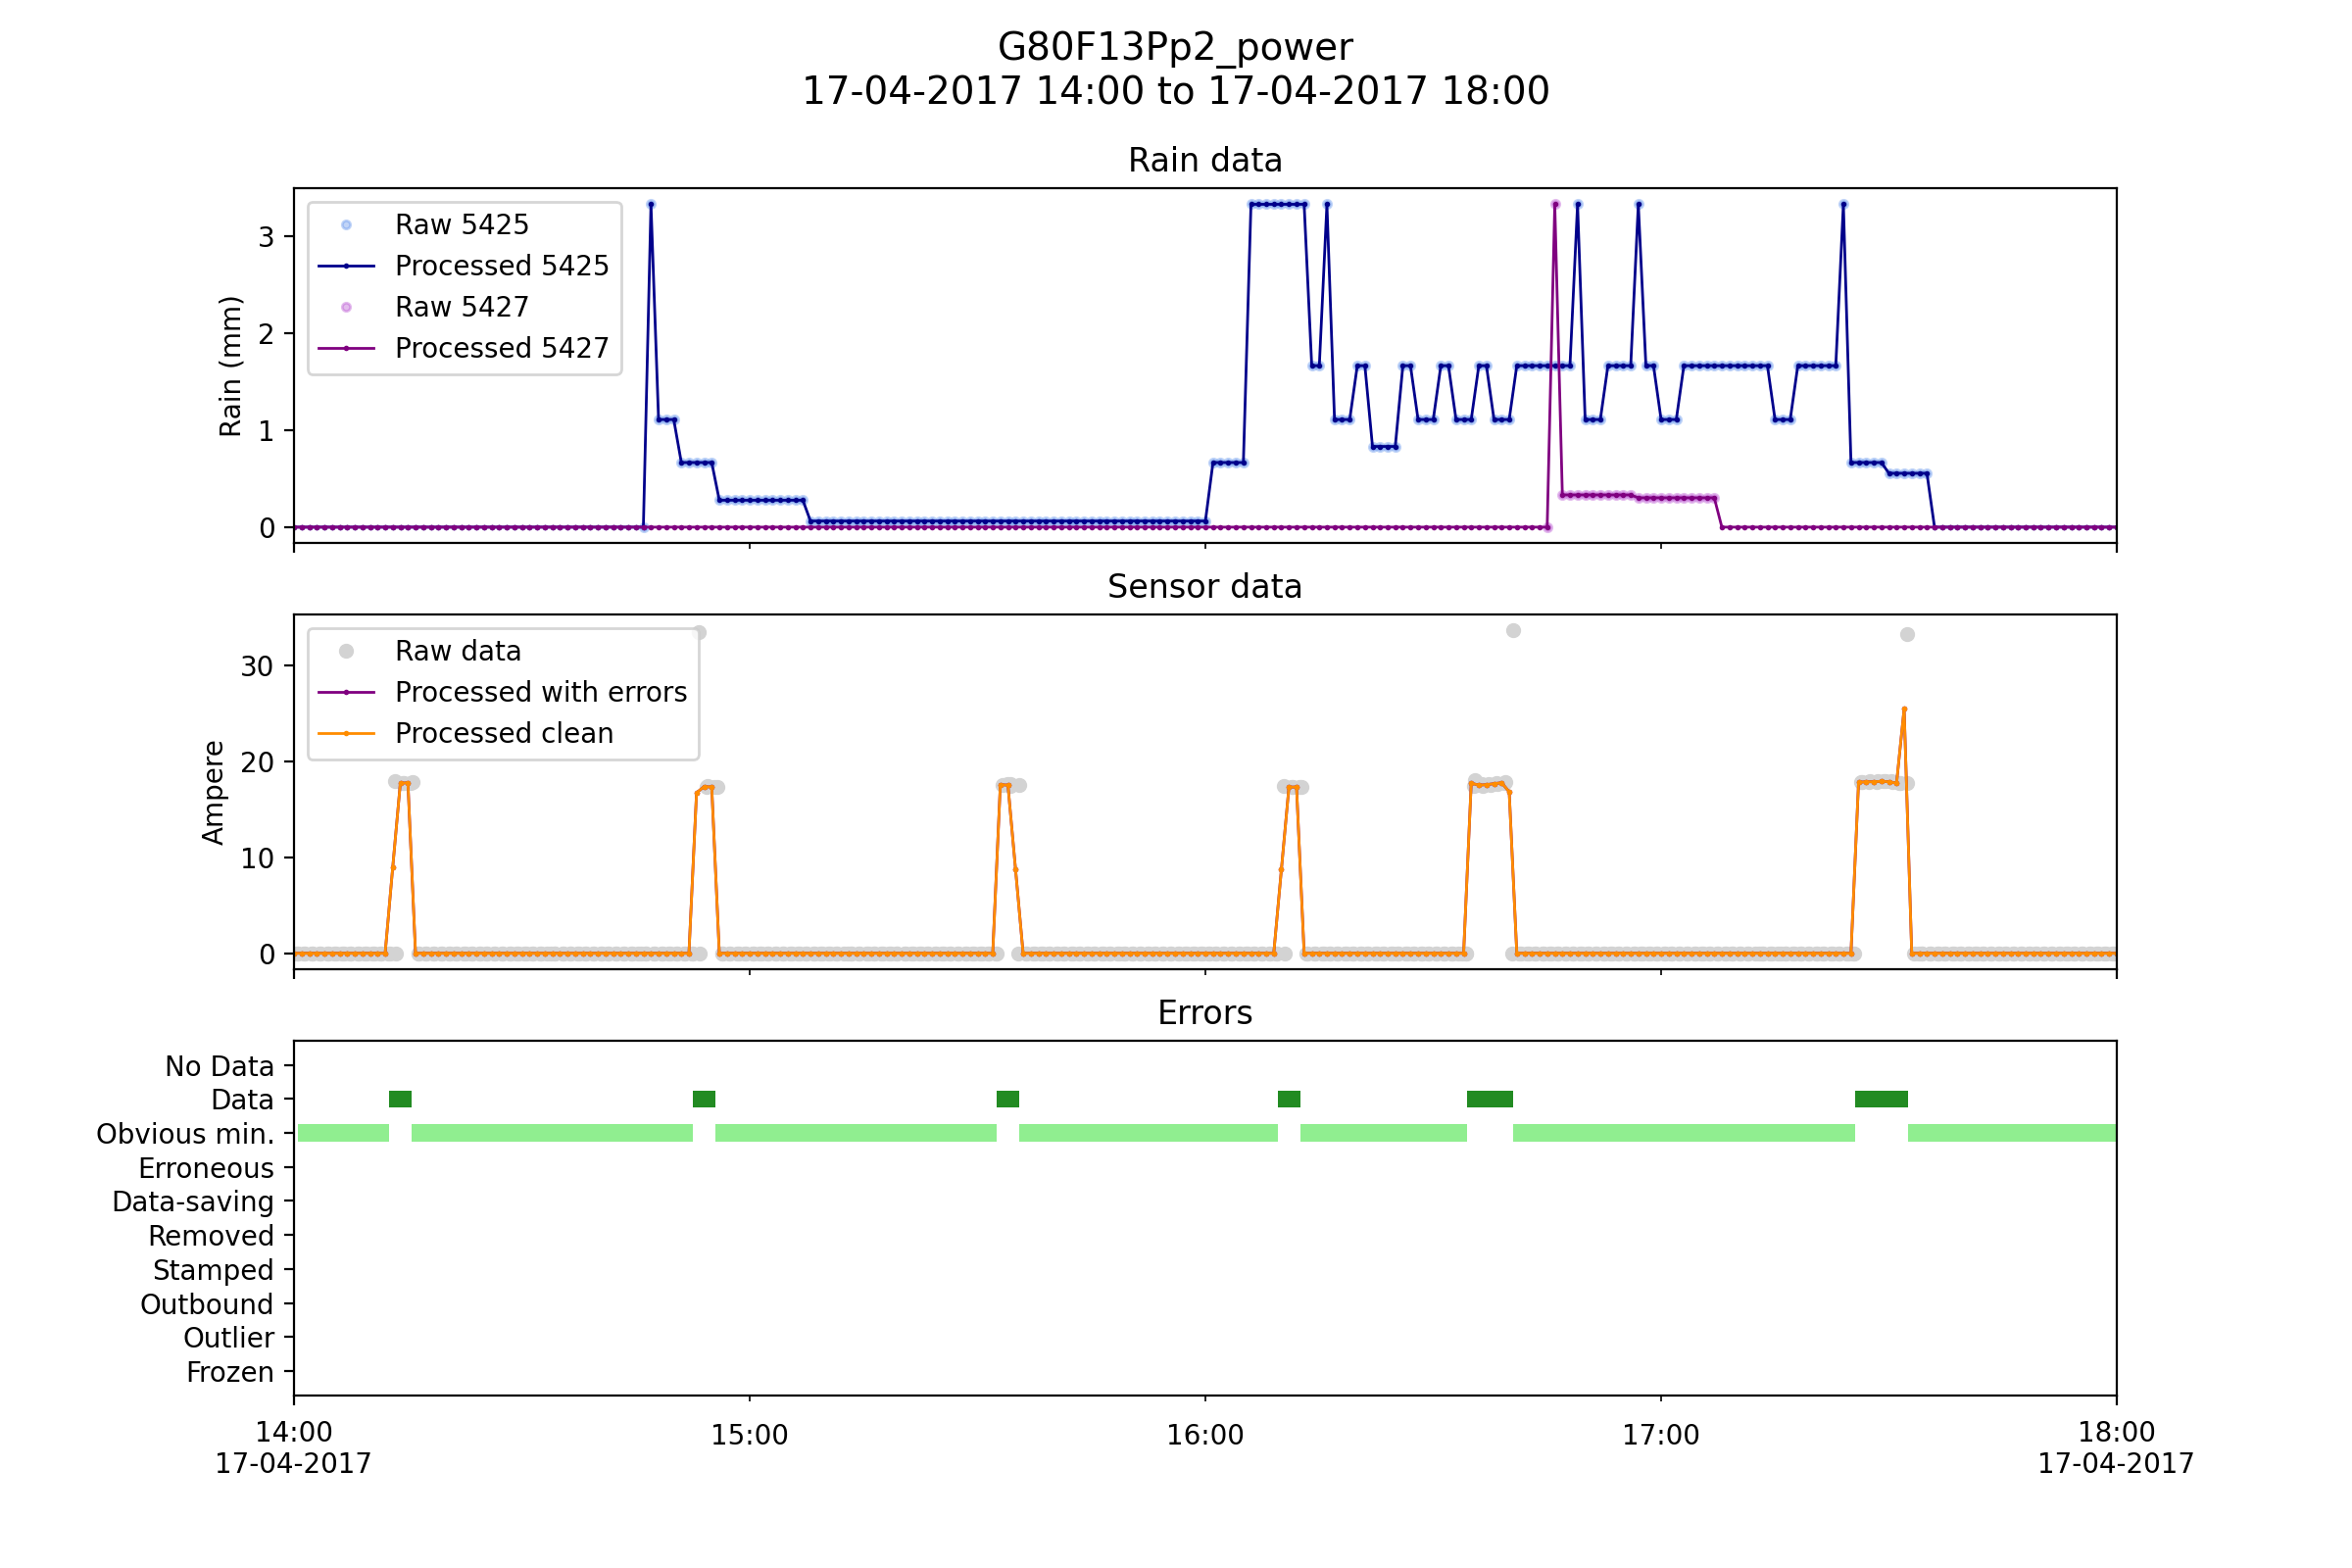 G80F13Pp2_power
17-04-2017 14:00 to 17-04-2017 18:00
Rain data
Rain (mm)
3
2
1
0
Raw 5425
Processed 5425
Raw 5427
Processed 5427
Sensor data
Ampere
30
20
10
0
Raw data
Processed with errors
Processed clean
Errors
No Data
Data
Obvious min.
Erroneous
Data-saving
Removed
Stamped
Outbound
Outlier
Frozen
14:00
17-04-2017
15:00
16:00
17:00
18:00
17-04-2017